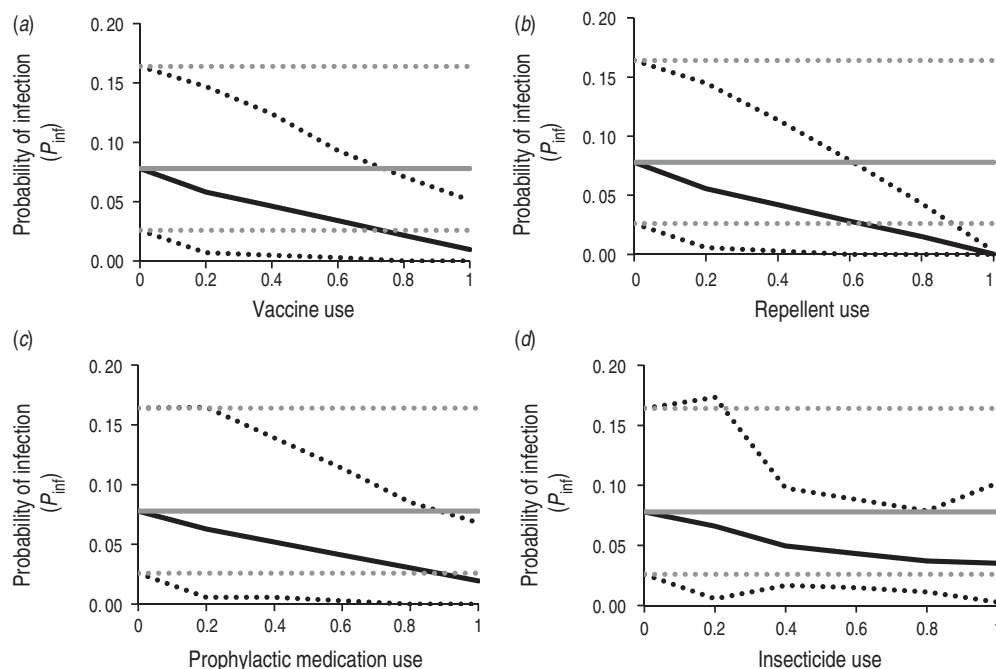 (a)
Probability of infection
(Pinf)
0.20
0.15
0.10
0.05
0.00
0 0.2 0.4 0.6 0.8 1
Vaccine use
(b)
Probability of infection
(Pinf)
0.20
0.15
0.10
0.05
0.00
0 0.2 0.4 0.6 0.8 1
Repellent use
(c)
Probability of infection
(Pinf)
0.20
0.15
0.10
0.05
0.00
0 0.2 0.4 0.6 0.8 1
Prophylactic medication use
(d)
Probability of infection
(Pinf)
0.20
0.15
0.10
0.05
0.00
0 0.2 0.4 0.6 0.8 1
Insecticide use